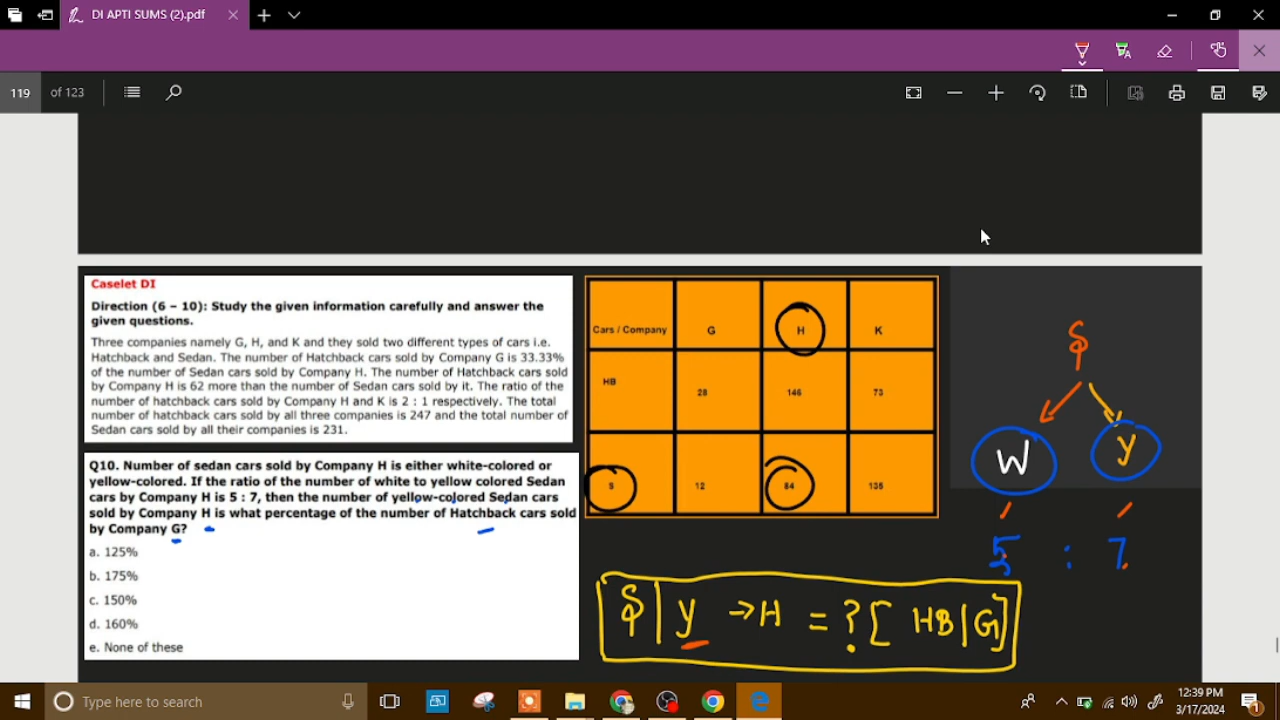 DI APTI SUMS (2).pdf
119 of 123
Caselet DI
Direction (6 – 10): Study the given information carefully and answer the
given questions.
Three companies namely G, H, and K and they sold two different types of cars i.e.
Hatchback and Sedan. The number of Hatchback cars sold by Company G is 33.33%
of the number of Sedan cars sold by Company H. The number of Hatchback cars sold
by Company H is 62 more than the number of Sedan cars sold by it. The ratio of the
number of hatchback cars sold by Company H and K is 2 : 1 respectively. The total
number of hatchback cars sold by all three companies is 247 and the total number of
Sedan cars sold by all their companies is 231.
Q10. Number of sedan cars sold by Company H is either white-colored or
yellow-colored. If the ratio of the number of white to yellow colored Sedan
cars by Company H is 5 : 7, then the number of yellow-colored Sedan cars
sold by Company H is what percentage of the number of Hatchback cars sold
by Company G?
a. 125%
b. 175%
c. 150%
d. 160%
e. None of these
Cars / Company G H K
HB 28 146 73
S 12 84 135
S
W Y
5 : 7
S | y → H = ? [ HB | G ]
Type here to search
12:39 PM
3/17/2024
1